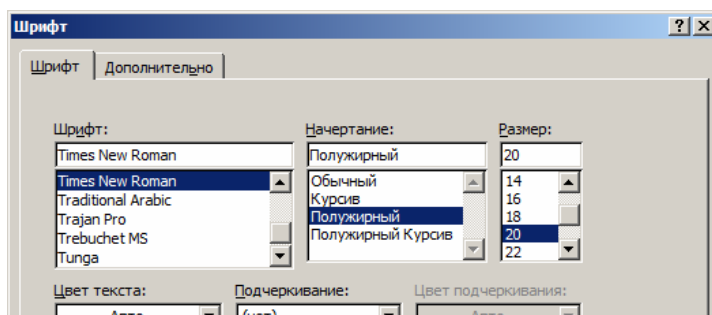 Шрифт
Шрифт Дополнительно
Шрифт: Начертание: Размер:
Times New Roman Полужирный 20
Times New Roman Обычный 14
Traditional Arabic Курсив 16
Trajan Pro Полужирный 18
Trebuchet MS Полужирный Курсив 20
Tunga 22
Цвет текста: Подчеркивание: Цвет подчеркивания: